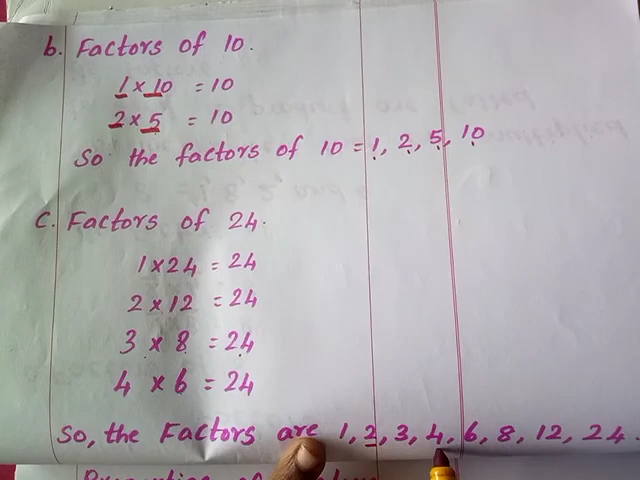 b. Factors of 10.
1 x 10 = 10
2 x 5 = 10
So the factors of 10 = 1, 2, 5, 10
C. Factors of 24.
1 x 24 = 24
2 x 12 = 24
3 x 8 = 24
4 x 6 = 24
So, the Factors are 1, 2, 3, 4, 6, 8, 12, 24.